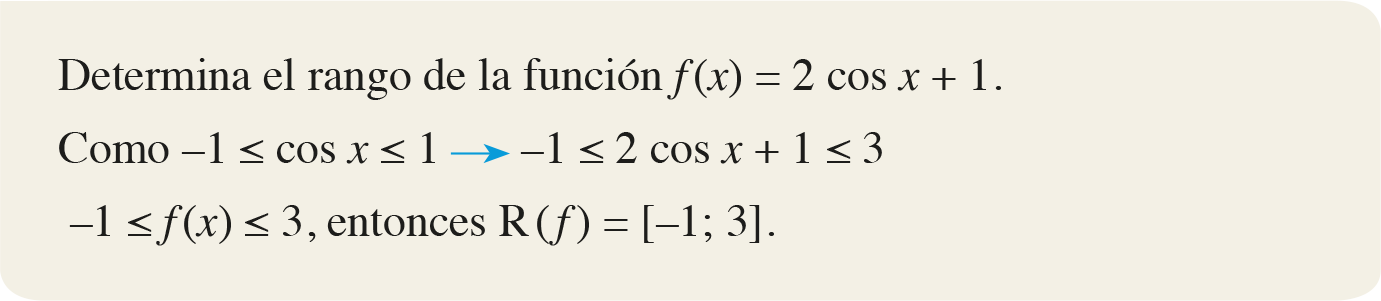 Determina el rango de la función f(x) = 2 cos x + 1.
Como –1 ≤ cos x ≤ 1 → –1 ≤ 2 cos x + 1 ≤ 3
–1 ≤ f(x) ≤ 3, entonces R(f) = [–1; 3].